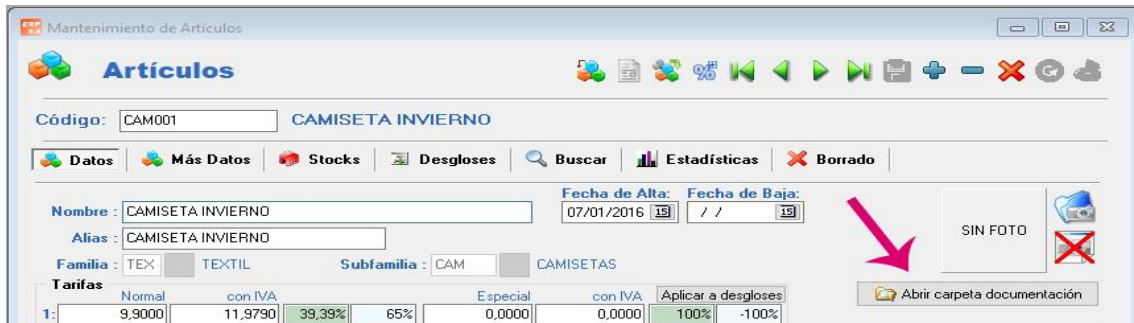 Mantenimiento de Artículos
Artículos
Código: CAM001 CAMISETA INVIERNO
Datos Más Datos Stocks Desgloses Buscar Estadísticas Borrado
Fecha de Alta: Fecha de Baja:
Nombre : CAMISETA INVIERNO 07/01/2016 15 / / 15
SIN FOTO
Alias : CAMISETA INVIERNO
Familia : TEX TEXTIL Subfamilia : CAM CAMISETAS
Tarifas
Normal con IVA Especial con IVA Aplicar a desgloses Abrir carpeta documentación
1: 9,9000 11,9790 39,39% 65% 0,0000 0,0000 100% -100%